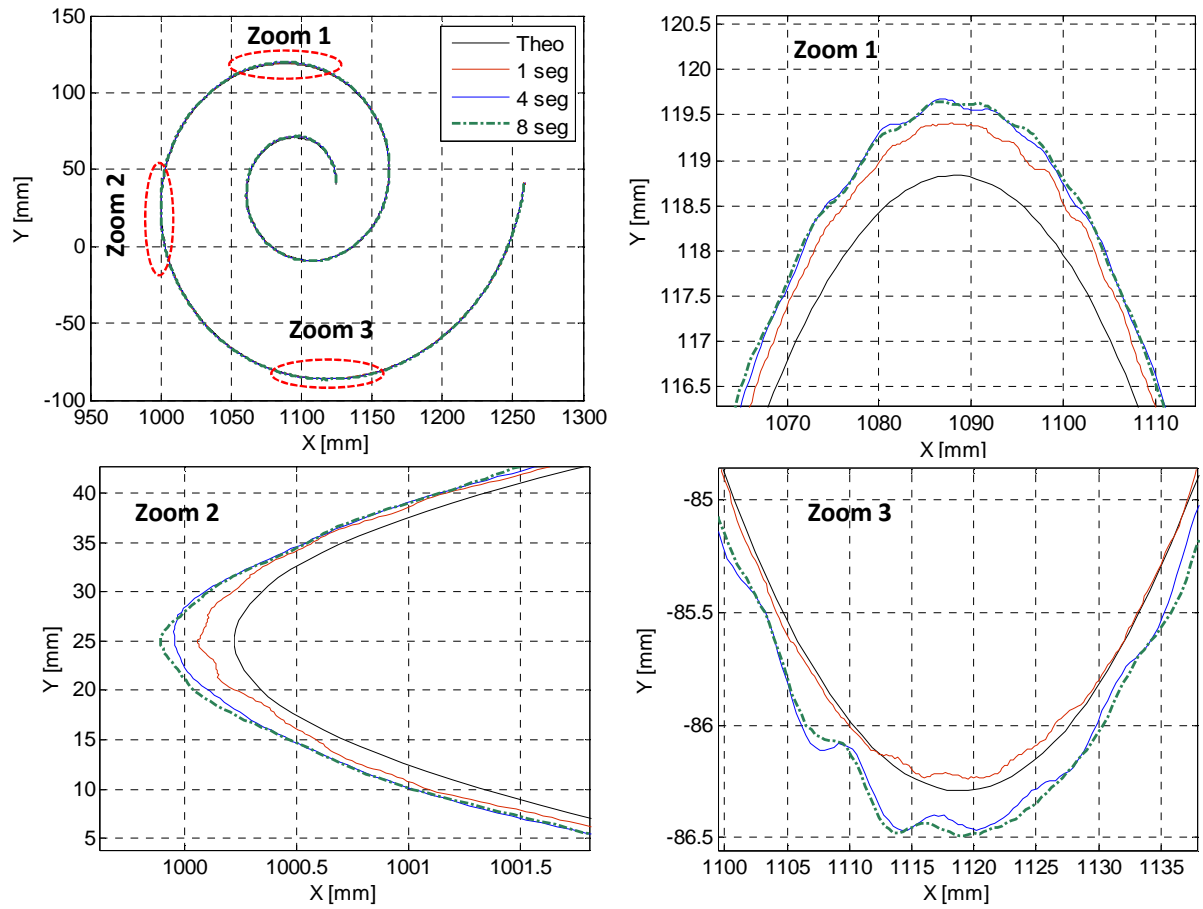 150
100
50
0
-50
-100
950 1000 1050 1100 1150 1200 1250 1300
X [mm]
Y [mm]
Zoom 1
Zoom 2
Zoom 3
Theo
1 seg
4 seg
8 seg
Zoom 1
120.5
120
119.5
119
118.5
118
117.5
117
116.5
1070 1080 1090 1100 1110
X [mm]
Y [mm]
Zoom 2
40
35
30
25
20
15
10
5
1000 1000.5 1001 1001.5
X [mm]
Y [mm]
Zoom 3
-85
-85.5
-86
-86.5
1100 1105 1110 1115 1120 1125 1130 1135
X [mm]
Y [mm]